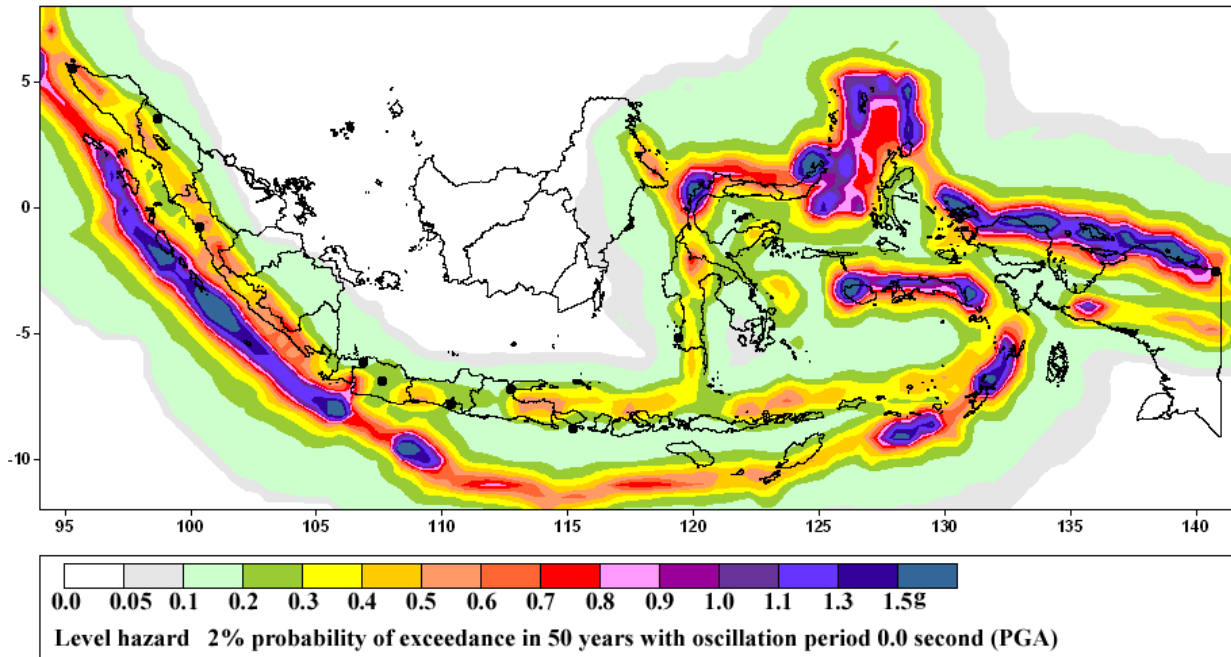 5
0
-5
-10
95 100 105 110 115 120 125 130 135 140
0.0 0.05 0.1 0.2 0.3 0.4 0.5 0.6 0.7 0.8 0.9 1.0 1.1 1.3 1.5g
Level hazard 2% probability of exceedance in 50 years with oscillation period 0.0 second (PGA)